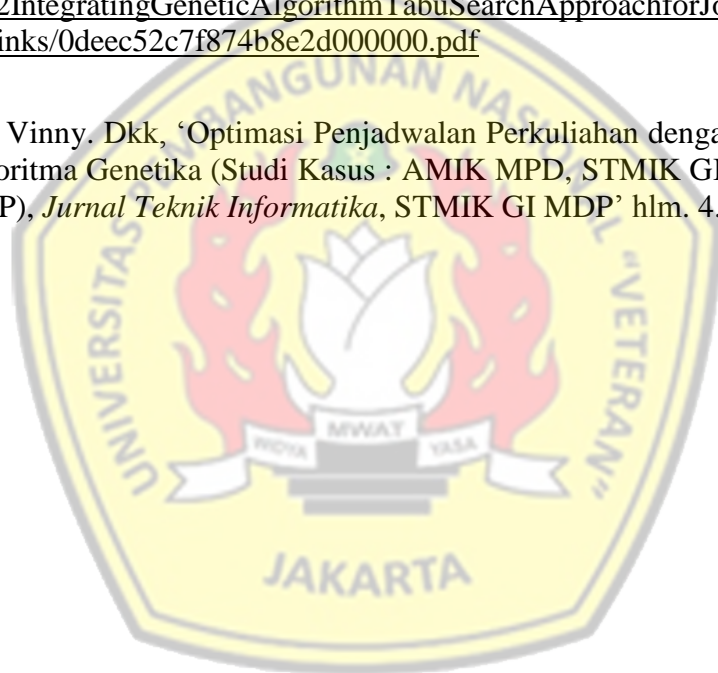 2IntegratingGeneticAlgorithmTabuSearchApproachforJo
inks/0deec52c7f874b8e2d000000.pdf
Vinny. Dkk, ‘Optimasi Penjadwalan Perkuliahan denga
oritma Genetika (Studi Kasus : AMIK MPD, STMIK GI
P), Jurnal Teknik Informatika, STMIK GI MDP’ hlm. 4.
UNIVERSITAS PEMBANGUNAN NASIONAL "VETERAN"
WIDYA MWAT YASA
JAKARTA